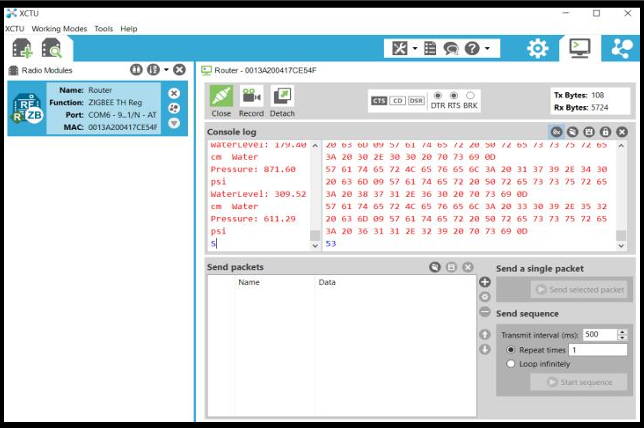 XCTU
XCTU Working Modes Tools Help
Radio Modules
Name: Router
Function: ZIGBEE TH Reg
Port: COM6 - 9...1/N - AT
MAC: 0013A200417CE54F
RF
R ZB
Router - 0013A200417CE54F
Close Record Detach
CTS CD DSR
DTR RTS BRK
Tx Bytes: 108
Rx Bytes: 5724
Console log
WaterLevel: 179.40
cm Water
Pressure: 871.60
psi
WaterLevel: 309.52
cm Water
Pressure: 611.29
psi
S
20 63 6D 09 57 61 74 65 72 20 50 72 65 73 73 75 72 65
3A 20 30 2E 30 30 20 70 73 69 0D
57 61 74 65 72 4C 65 76 65 6C 3A 20 31 37 39 2E 34 30
20 63 6D 09 57 61 74 65 72 20 50 72 65 73 73 75 72 65
3A 20 38 37 31 2E 36 30 20 70 73 69 0D
57 61 74 65 72 4C 65 76 65 6C 3A 20 33 30 39 2E 35 32
20 63 6D 09 57 61 74 65 72 20 50 72 65 73 73 75 72 65
3A 20 36 31 31 2E 32 39 20 70 73 69 0D
53
Send packets
Name Data
Send a single packet
Send selected packet
Send sequence
Transmit interval (ms): 500
Repeat times 1
Loop infinitely
Start sequence